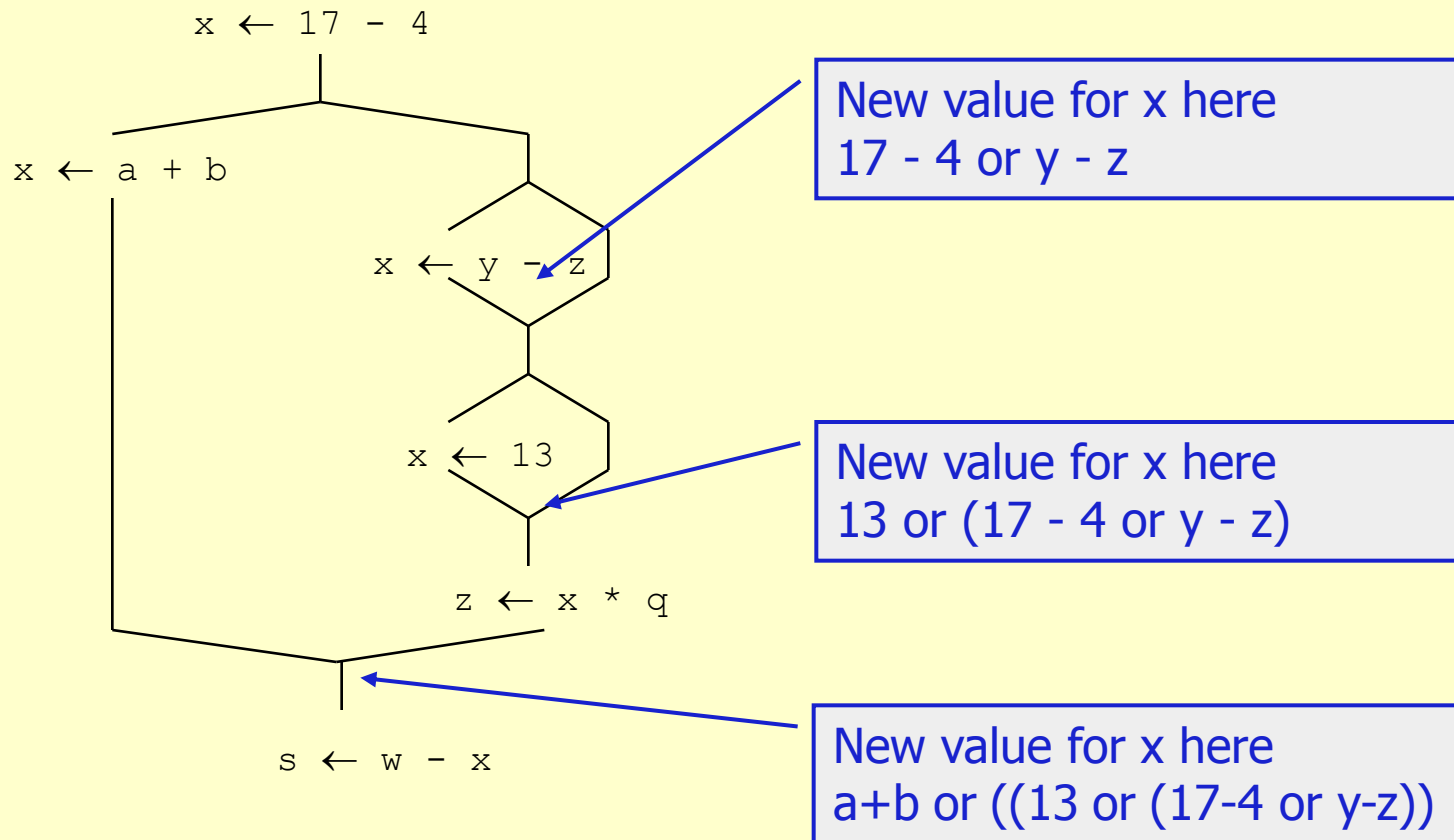 x ← 17 - 4
New value for x here
17 - 4 or y - z
x ← a + b
x ← y - z
New value for x here
13 or (17 - 4 or y - z)
x ← 13
z ← x * q
New value for x here
a+b or ((13 or (17-4 or y-z))
s ← w - x